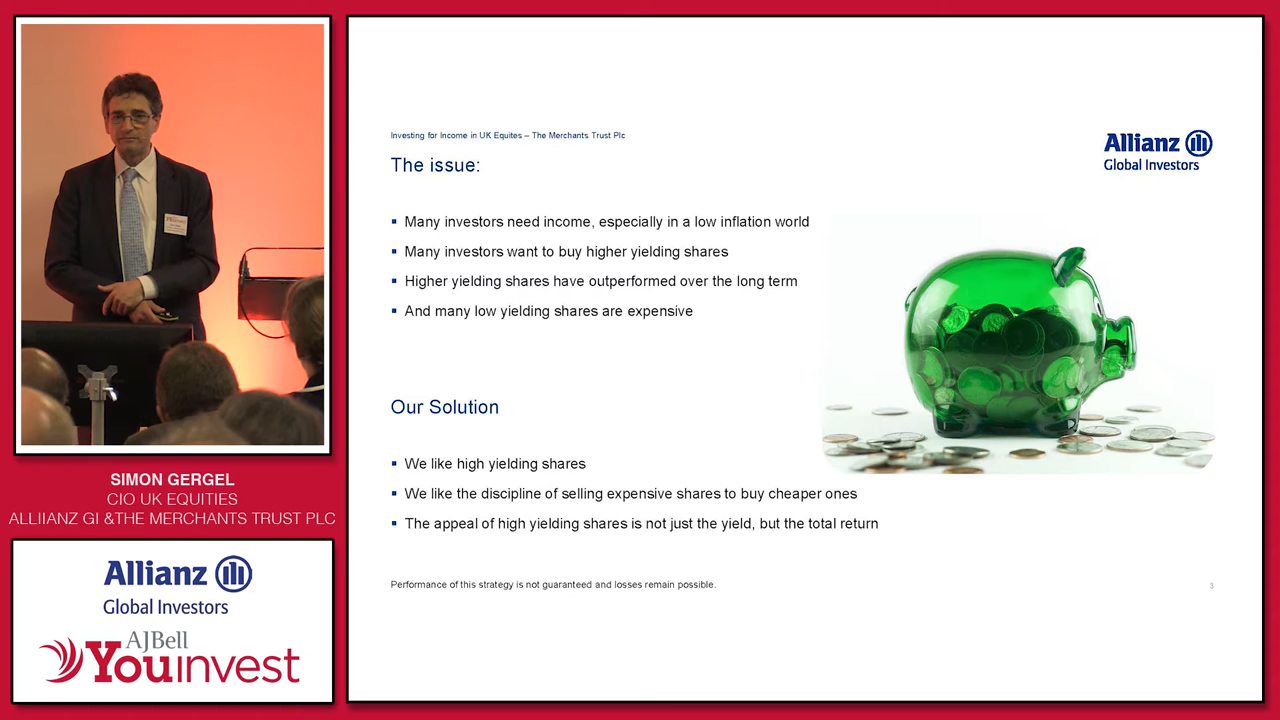 SIMON GERGEL
CIO UK EQUITIES
ALLIIANZ GI &THE MERCHANTS TRUST PLC
Allianz
Global Investors
AJBell
Youinvest
Investing for Income in UK Equites – The Merchants Trust Plc
Allianz
Global Investors
The issue:
Many investors need income, especially in a low inflation world
Many investors want to buy higher yielding shares
Higher yielding shares have outperformed over the long term
And many low yielding shares are expensive
Our Solution
We like high yielding shares
We like the discipline of selling expensive shares to buy cheaper ones
The appeal of high yielding shares is not just the yield, but the total return
Performance of this strategy is not guaranteed and losses remain possible.
3